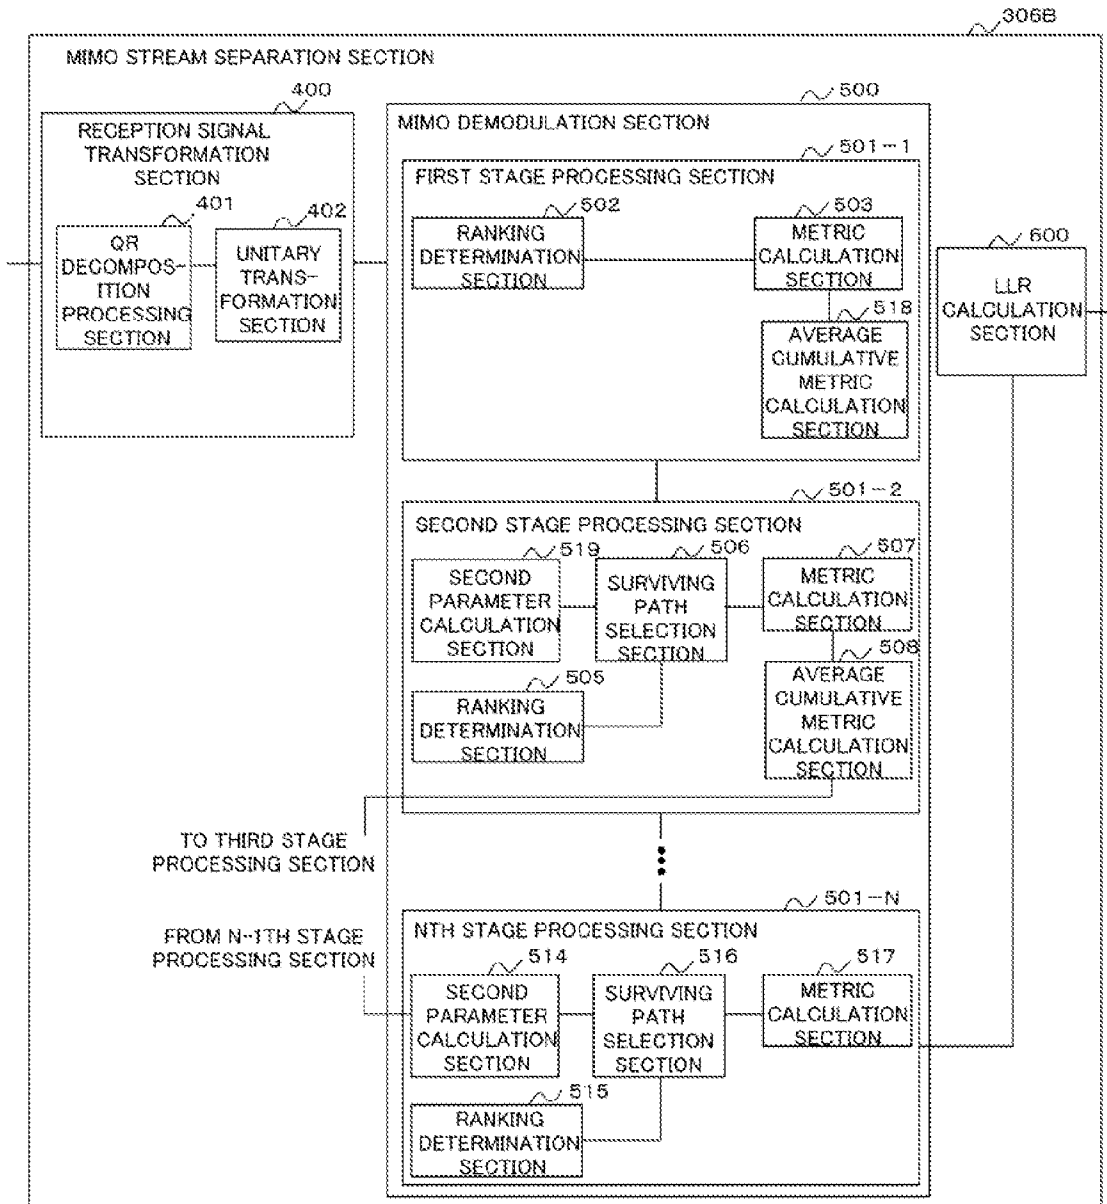 306B
MIMO STREAM SEPARATION SECTION
400
RECEPTION SIGNAL
TRANSFORMATION
SECTION
401
QR
DECOMPOS-
ITION
PROCESSING
SECTION
402
UNITARY
TRANS-
FORMATION
SECTION
500
MIMO DEMODULATION SECTION
501-1
FIRST STAGE PROCESSING SECTION
502
RANKING
DETERMINATION
SECTION
503
METRIC
CALCULATION
SECTION
518
AVERAGE
CUMULATIVE
METRIC
CALCULATION
SECTION
600
LLR
CALCULATION
SECTION
501-2
SECOND STAGE PROCESSING SECTION
519
SECOND
PARAMETER
CALCULATION
SECTION
506
SURVIVING
PATH
SELECTION
SECTION
507
METRIC
CALCULATION
SECTION
508
AVERAGE
CUMULATIVE
METRIC
CALCULATION
SECTION
505
RANKING
DETERMINATION
SECTION
TO THIRD STAGE
PROCESSING SECTION
501-N
NTH STAGE PROCESSING SECTION
FROM N-1TH STAGE
PROCESSING SECTION
514
SECOND
PARAMETER
CALCULATION
SECTION
516
SURVIVING
PATH
SELECTION
SECTION
517
METRIC
CALCULATION
SECTION
515
RANKING
DETERMINATION
SECTION